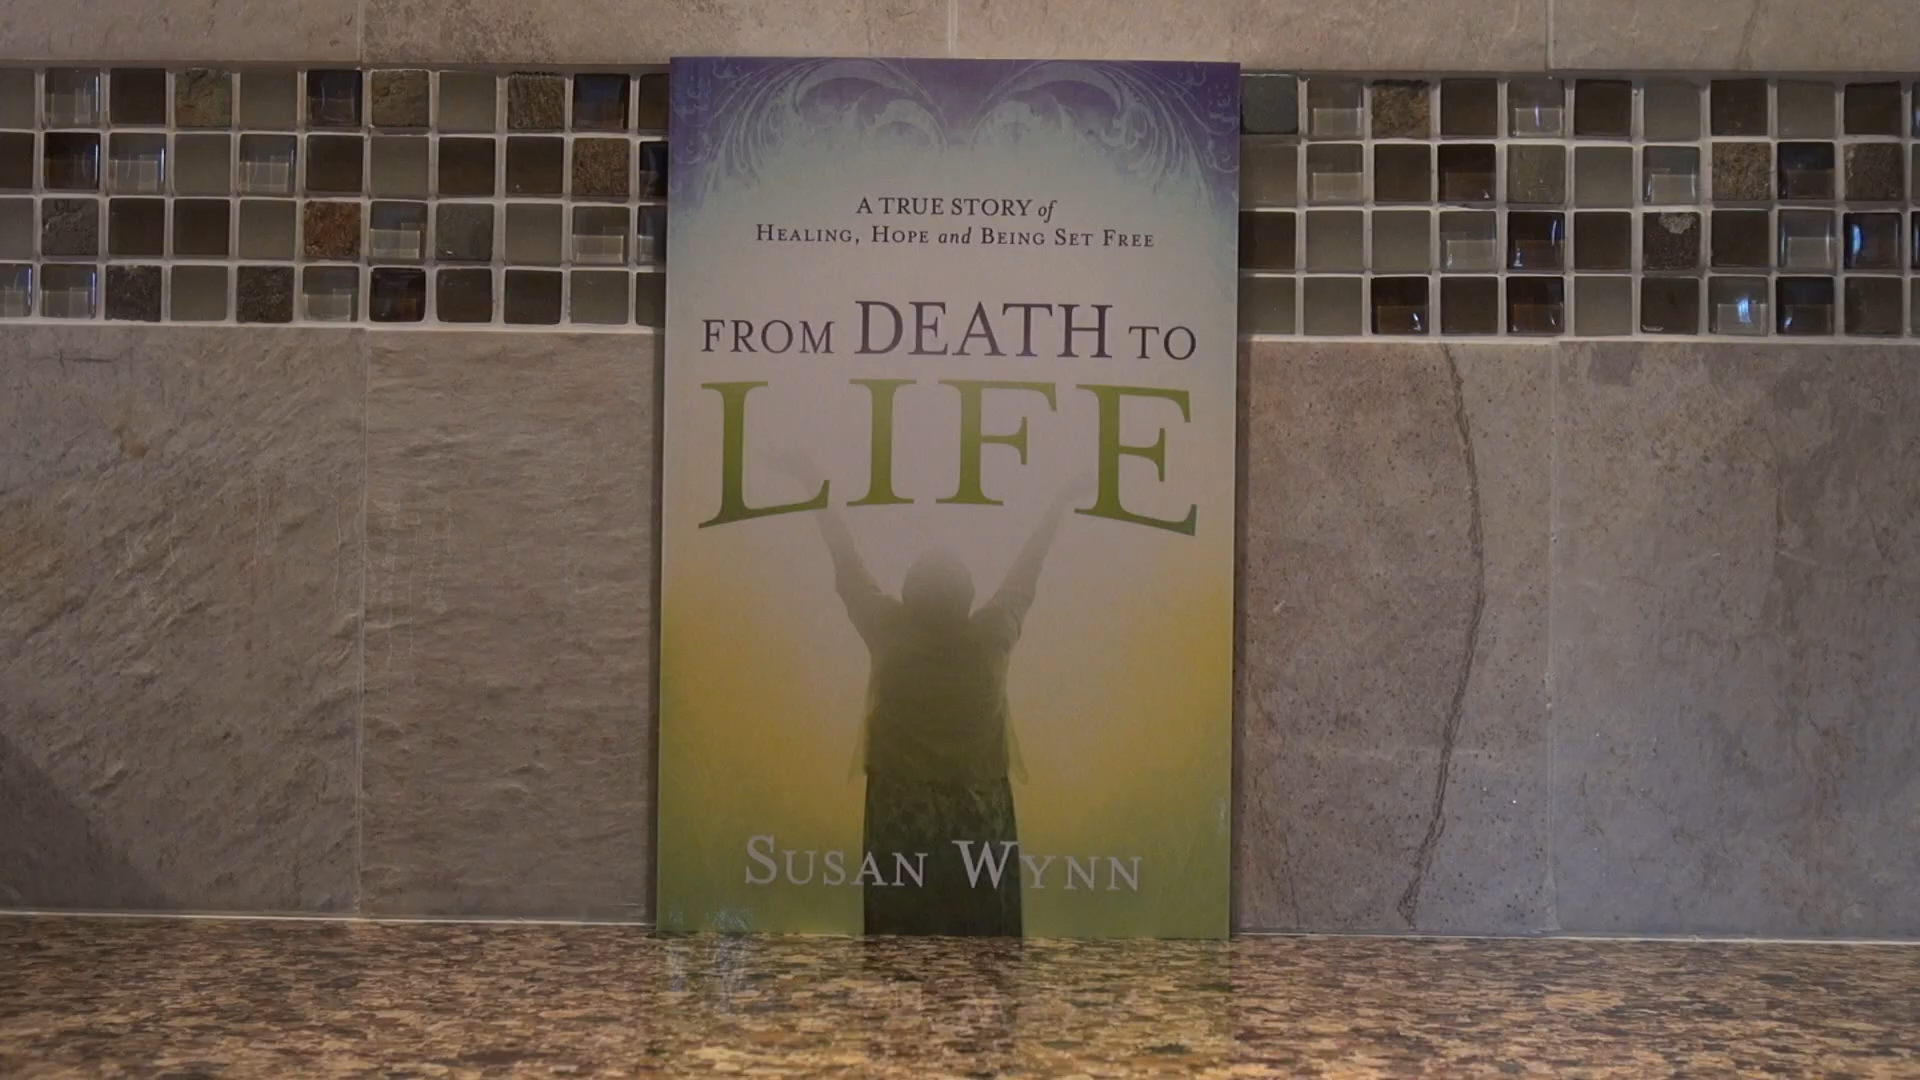 A TRUE STORY of
HEALING, HOPE and BEING SET FREE
FROM DEATH TO
LIFE
SUSAN WYNN